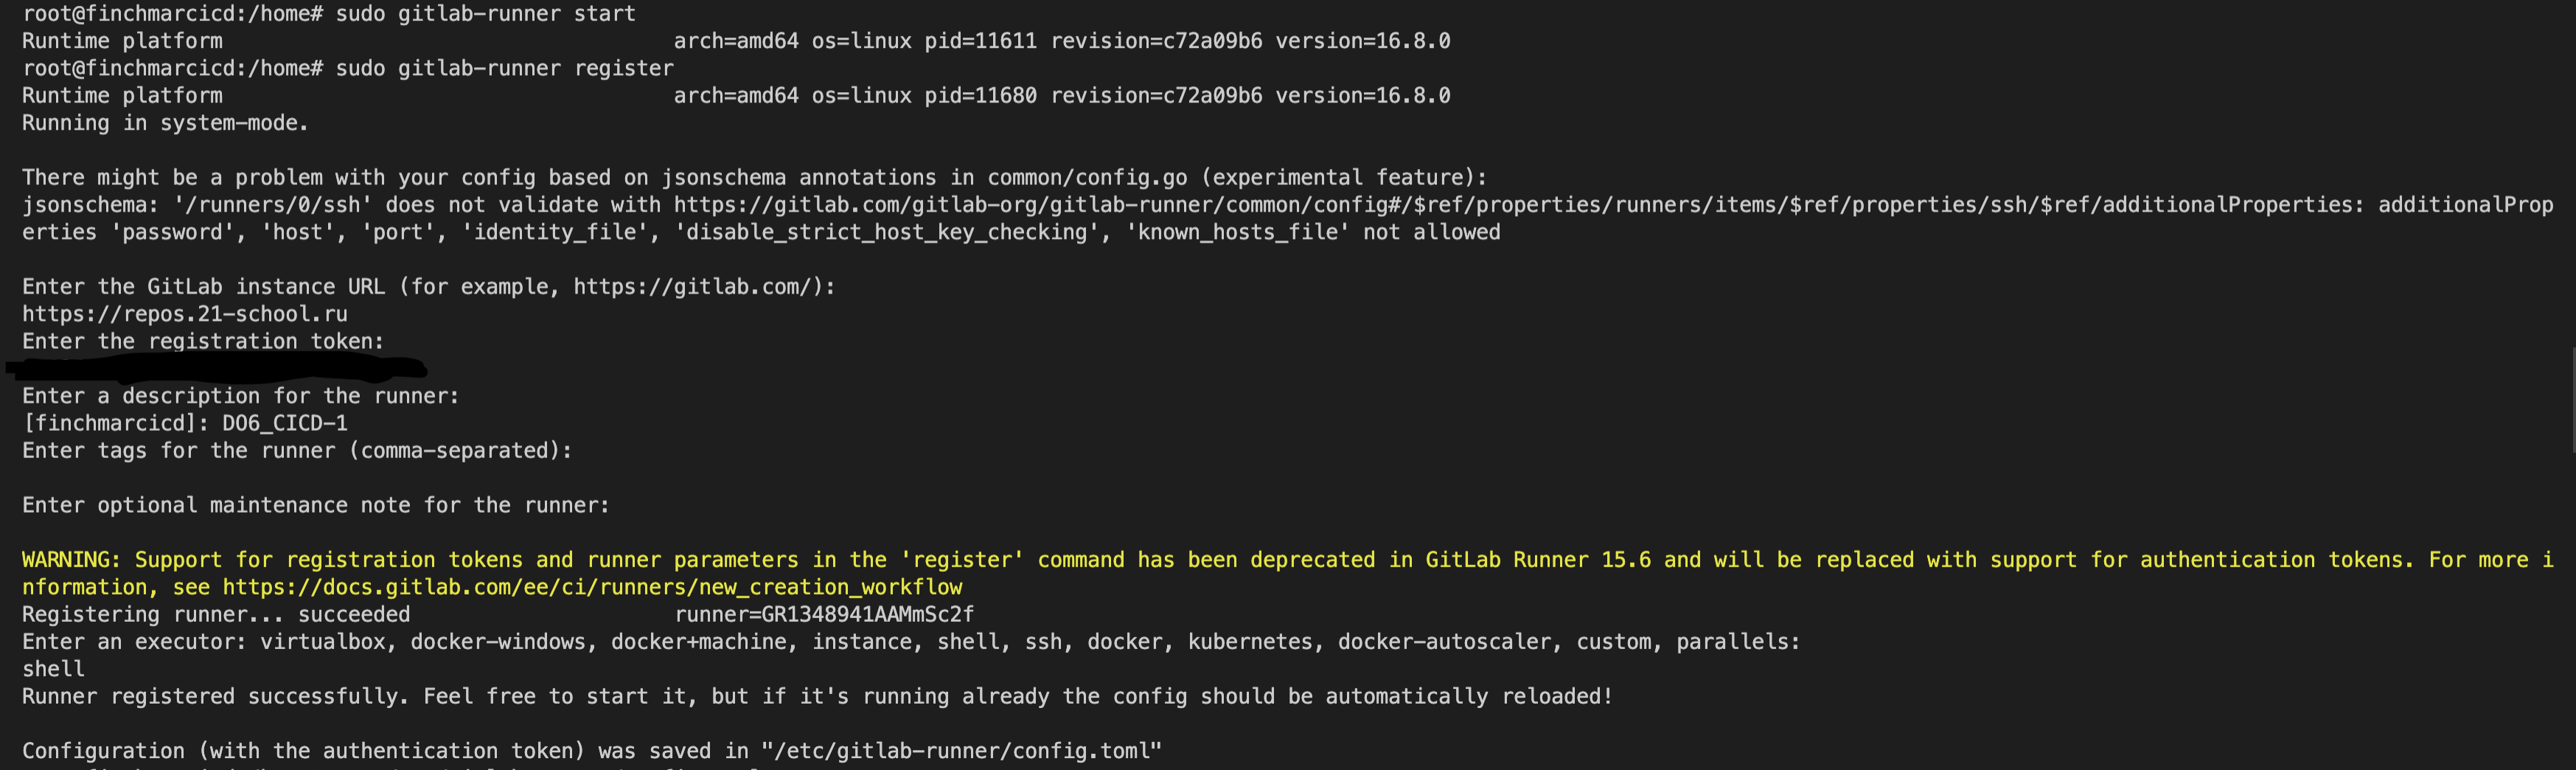 root@finchmarcicd:/home# sudo gitlab-runner start
Runtime platform                                    arch=amd64 os=linux pid=11611 revision=c72a09b6 version=16.8.0
root@finchmarcicd:/home# sudo gitlab-runner register
Runtime platform                                    arch=amd64 os=linux pid=11680 revision=c72a09b6 version=16.8.0
Running in system-mode.
There might be a problem with your config based on jsonschema annotations in common/config.go (experimental feature):
jsonschema: '/runners/0/ssh' does not validate with https://gitlab.com/gitlab-org/gitlab-runner/common/config#/$ref/properties/runners/items/$ref/properties/ssh/$ref/additionalProperties: additionalProp
erties 'password', 'host', 'port', 'identity_file', 'disable_strict_host_key_checking', 'known_hosts_file' not allowed
Enter the GitLab instance URL (for example, https://gitlab.com/):
https://repos.21-school.ru
Enter the registration token:
Enter a description for the runner:
[finchmarcicd]: DO6_CICD-1
Enter tags for the runner (comma-separated):
Enter optional maintenance note for the runner:
WARNING: Support for registration tokens and runner parameters in the 'register' command has been deprecated in GitLab Runner 15.6 and will be replaced with support for authentication tokens. For more i
nformation, see https://docs.gitlab.com/ee/ci/runners/new_creation_workflow
Registering runner... succeeded                     runner=GR1348941AAMmSc2f
Enter an executor: virtualbox, docker-windows, docker+machine, instance, shell, ssh, docker, kubernetes, docker-autoscaler, custom, parallels:
shell
Runner registered successfully. Feel free to start it, but if it's running already the config should be automatically reloaded!
Configuration (with the authentication token) was saved in "/etc/gitlab-runner/config.toml"